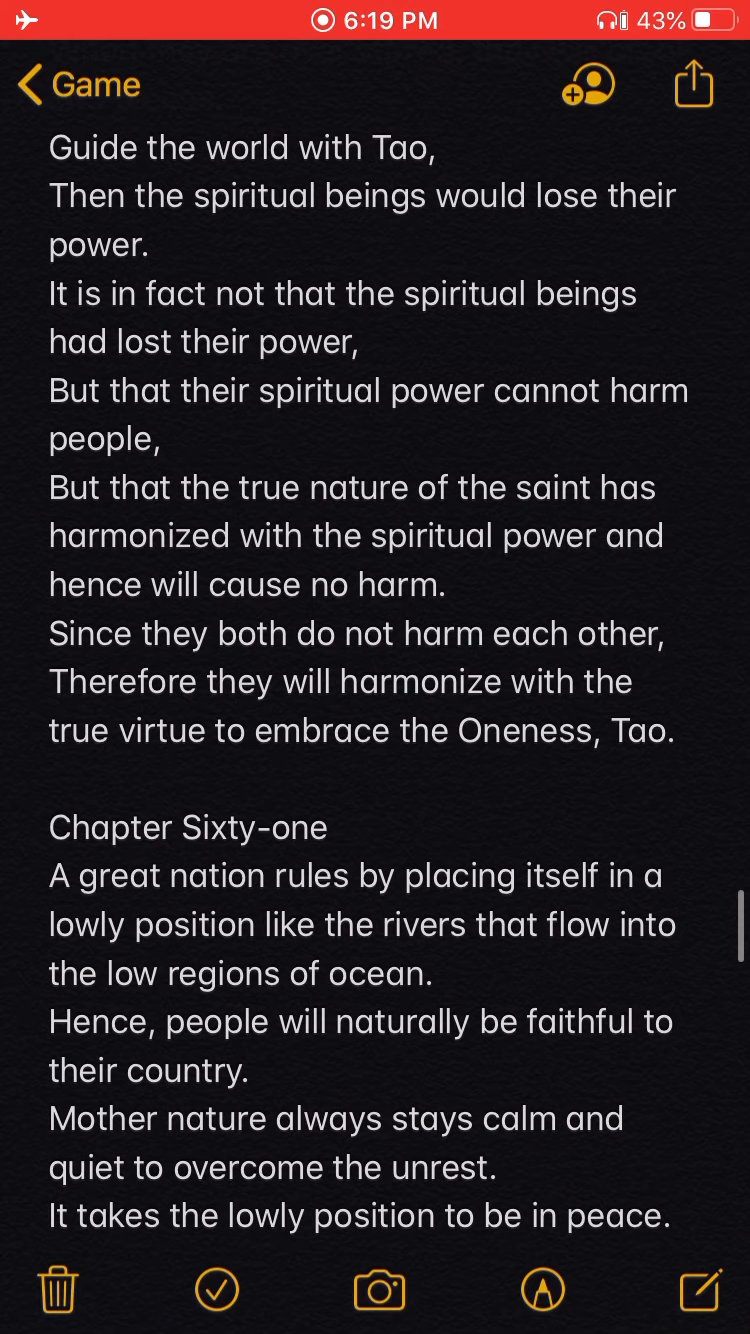 6:19 PM
43%
Game
Guide the world with Tao,
Then the spiritual beings would lose their
power.
It is in fact not that the spiritual beings
had lost their power,
But that their spiritual power cannot harm
people,
But that the true nature of the saint has
harmonized with the spiritual power and
hence will cause no harm.
Since they both do not harm each other,
Therefore they will harmonize with the
true virtue to embrace the Oneness, Tao.
Chapter Sixty-one
A great nation rules by placing itself in a
lowly position like the rivers that flow into
the low regions of ocean.
Hence, people will naturally be faithful to
their country.
Mother nature always stays calm and
quiet to overcome the unrest.
It takes the lowly position to be in peace.